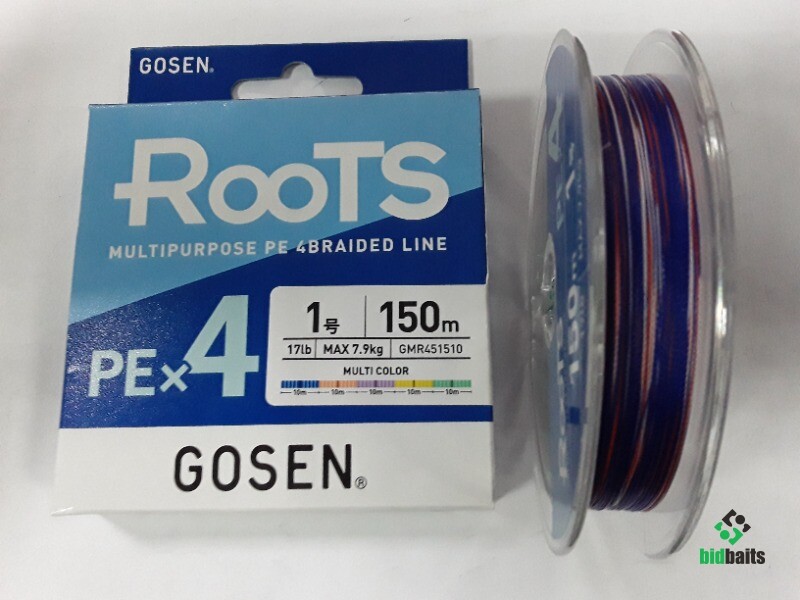 GOSEN®
RooTS
MULTIPURPOSE PE 4BRAIDED LINE
PE×4
1号 150m
17lb MAX 7.9kg GMR451510
MULTI COLOR
10m 10m 10m 10m 10m
GOSEN®
150m
bidbaits